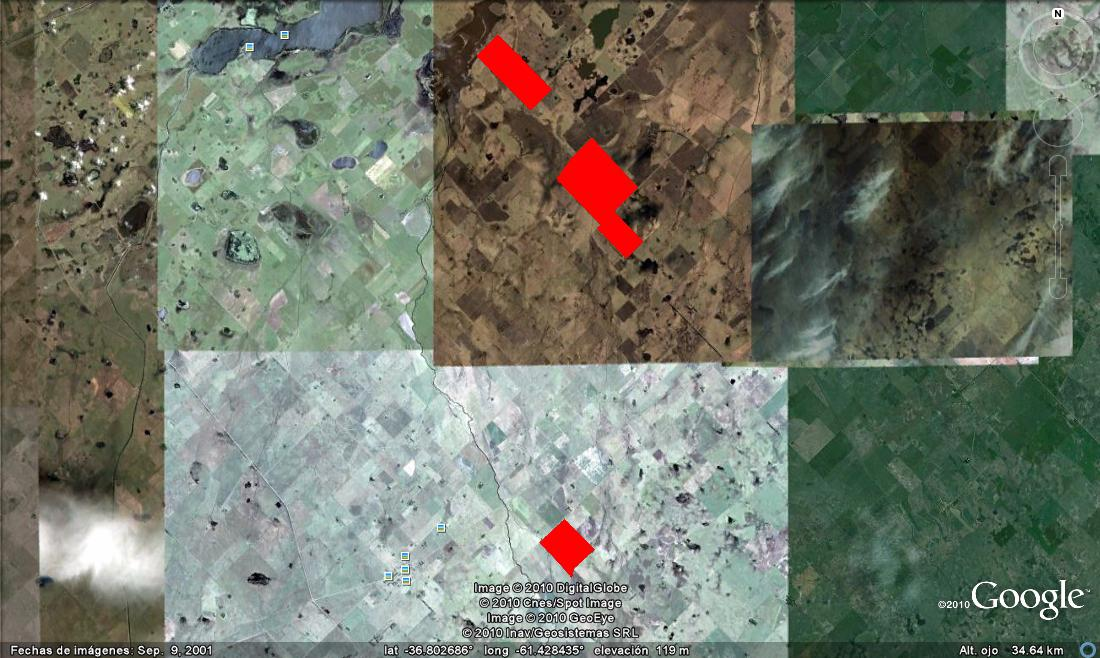 N
Image © 2010 DigitalGlobe
© 2010 Cnes/Spot Image
Image © 2010 GeoEye
© 2010 Inav/Geosistemas SRL
©2010 Google™
Fechas de imágenes: Sep. 9, 2001 lat -36.802686° long -61.428435° elevación 119 m Alt. ojo 34.64 km